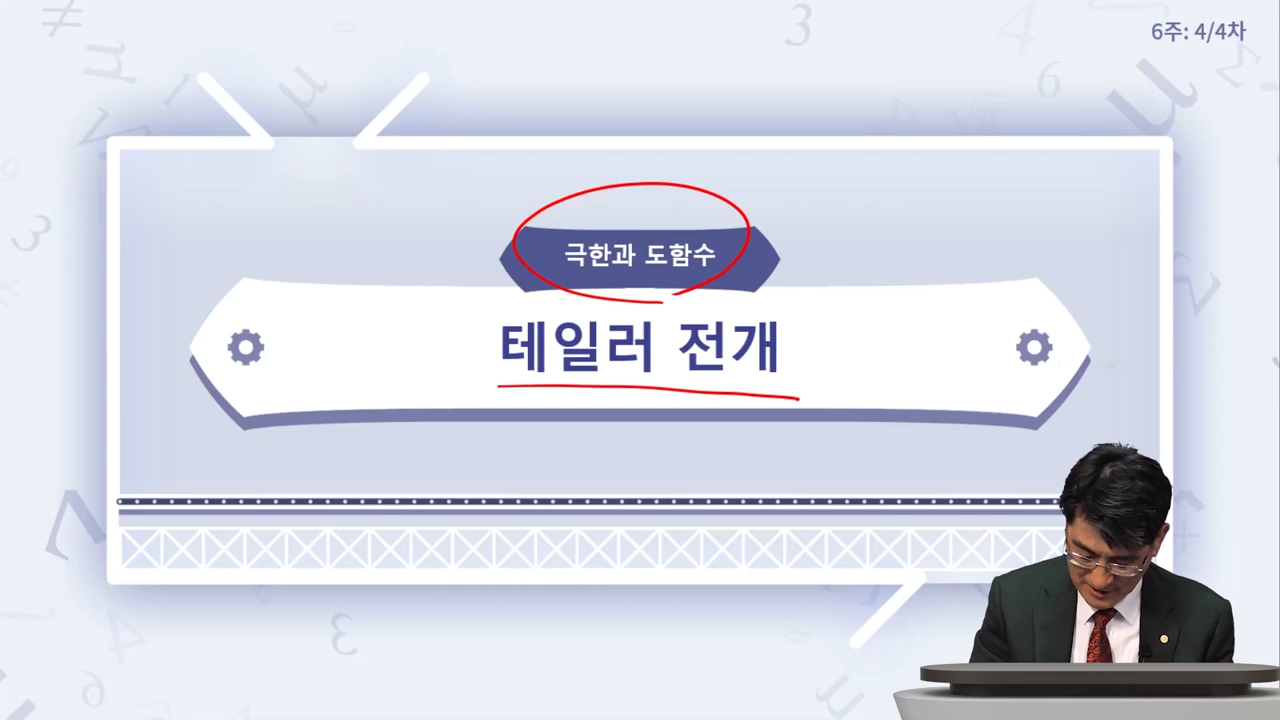 6주: 4/4차
극한과 도함수
테일러 전개